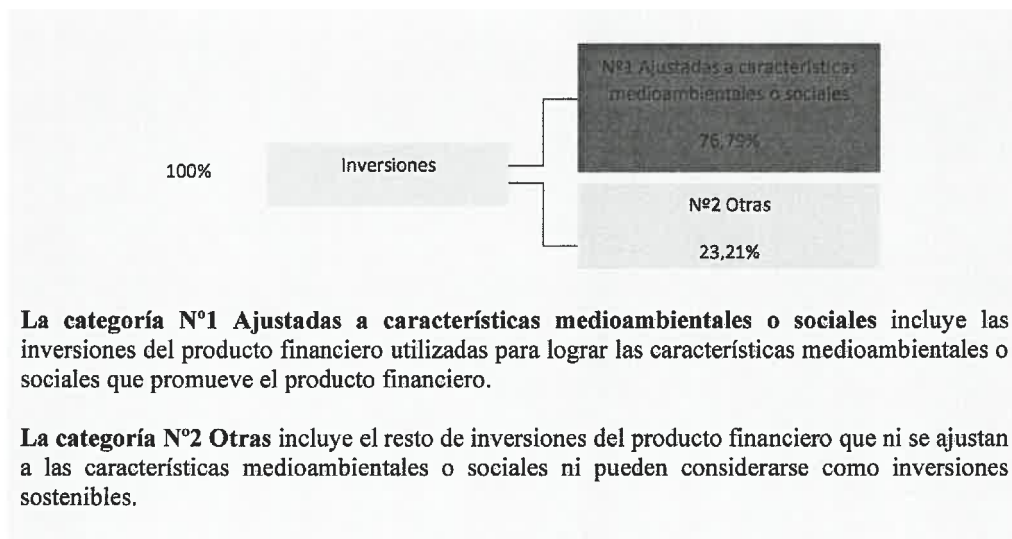 Nº1 Ajustadas a características
medioambientales o sociales
76,79%
100%
Inversiones
Nº2 Otras
23,21%
La categoría Nº1 Ajustadas a características medioambientales o sociales incluye las
inversiones del producto financiero utilizadas para lograr las características medioambientales o
sociales que promueve el producto financiero.
La categoría Nº2 Otras incluye el resto de inversiones del producto financiero que ni se ajustan
a las características medioambientales o sociales ni pueden considerarse como inversiones
sostenibles.